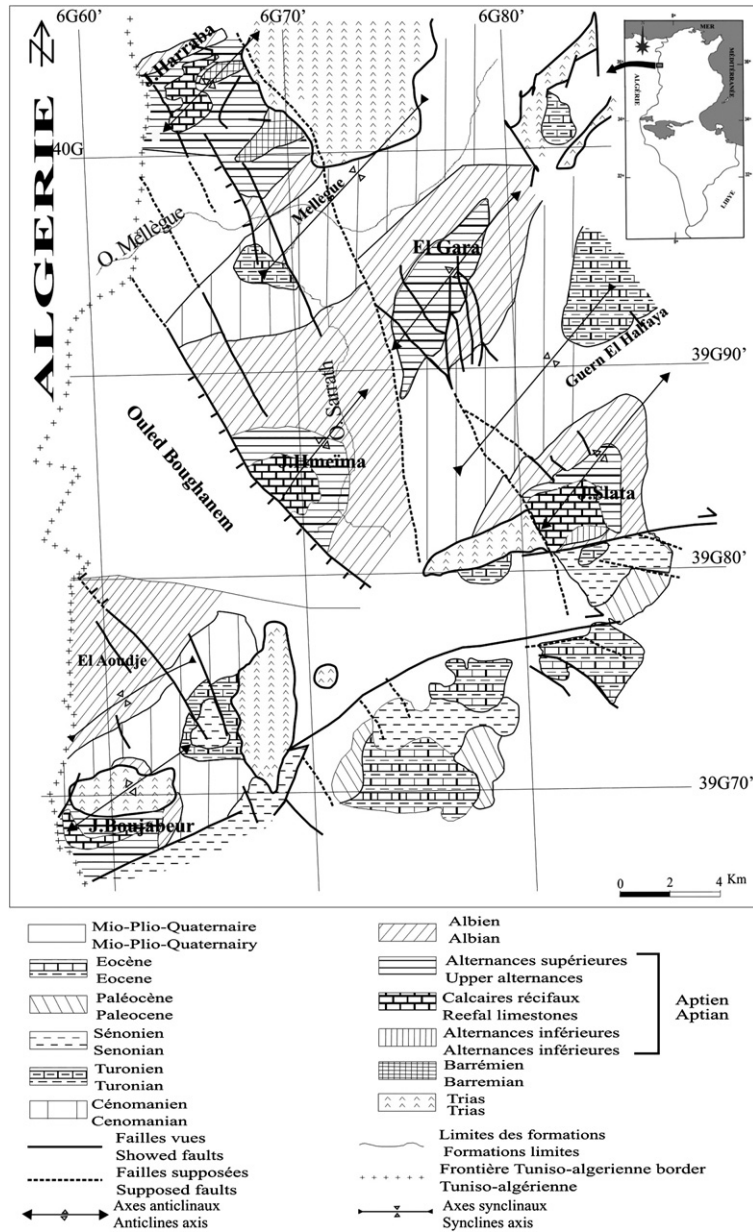 6G60’ 6G70’ 6G80’
ALGERIE
N
J.Harraba
40G
O. Mellègue
Mellègue
El Gara
Guern El Halfaya
39G90’
O. Sarrath
Ouled Boughanem
J.Hmeïma
J.Slata
39G80’
El Aoudje
39G70’
J.Boujabeur
0 2 4 Km
MER
MÉDITERRANÉE
ALGÉRIE
LIBYE
Mio-Plio-Quaternaire
Mio-Plio-Quaternairy
Eocène
Eocene
Paléocène
Paleocene
Sénonien
Senonian
Turonien
Turonian
Cénomanien
Cenomanian
Failles vues
Showed faults
Failles supposées
Supposed faults
Axes anticlinaux
Anticlines axis
Albien
Albian
Alternances supérieures
Upper alternances
Calcaires récifaux
Reefal limestones
Alternances inférieures
Alternances inférieures
Aptien
Aptian
Barrémien
Barremian
Trias
Trias
Limites des formations
Formations limites
Frontière Tuniso-algerienne border
Tuniso-algérienne
Axes synclinaux
Synclines axis